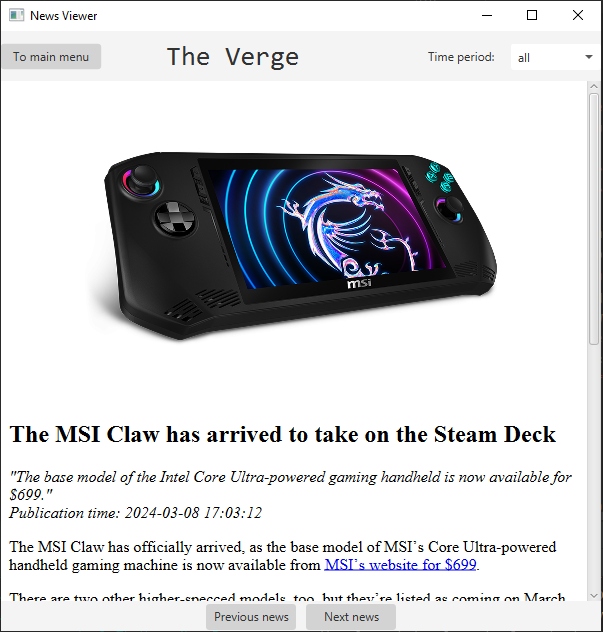 News Viewer
To main menu
The Verge
Time period:
all
msi
The MSI Claw has arrived to take on the Steam Deck
"The base model of the Intel Core Ultra-powered gaming handheld is now available for
$699."
Publication time: 2024-03-08 17:03:12
The MSI Claw has officially arrived, as the base model of MSI’s Core Ultra-powered
handheld gaming machine is now available from MSI’s website for $699.
There are two other higher-specced models, too, but they’re listed as coming on March
Previous news
Next news